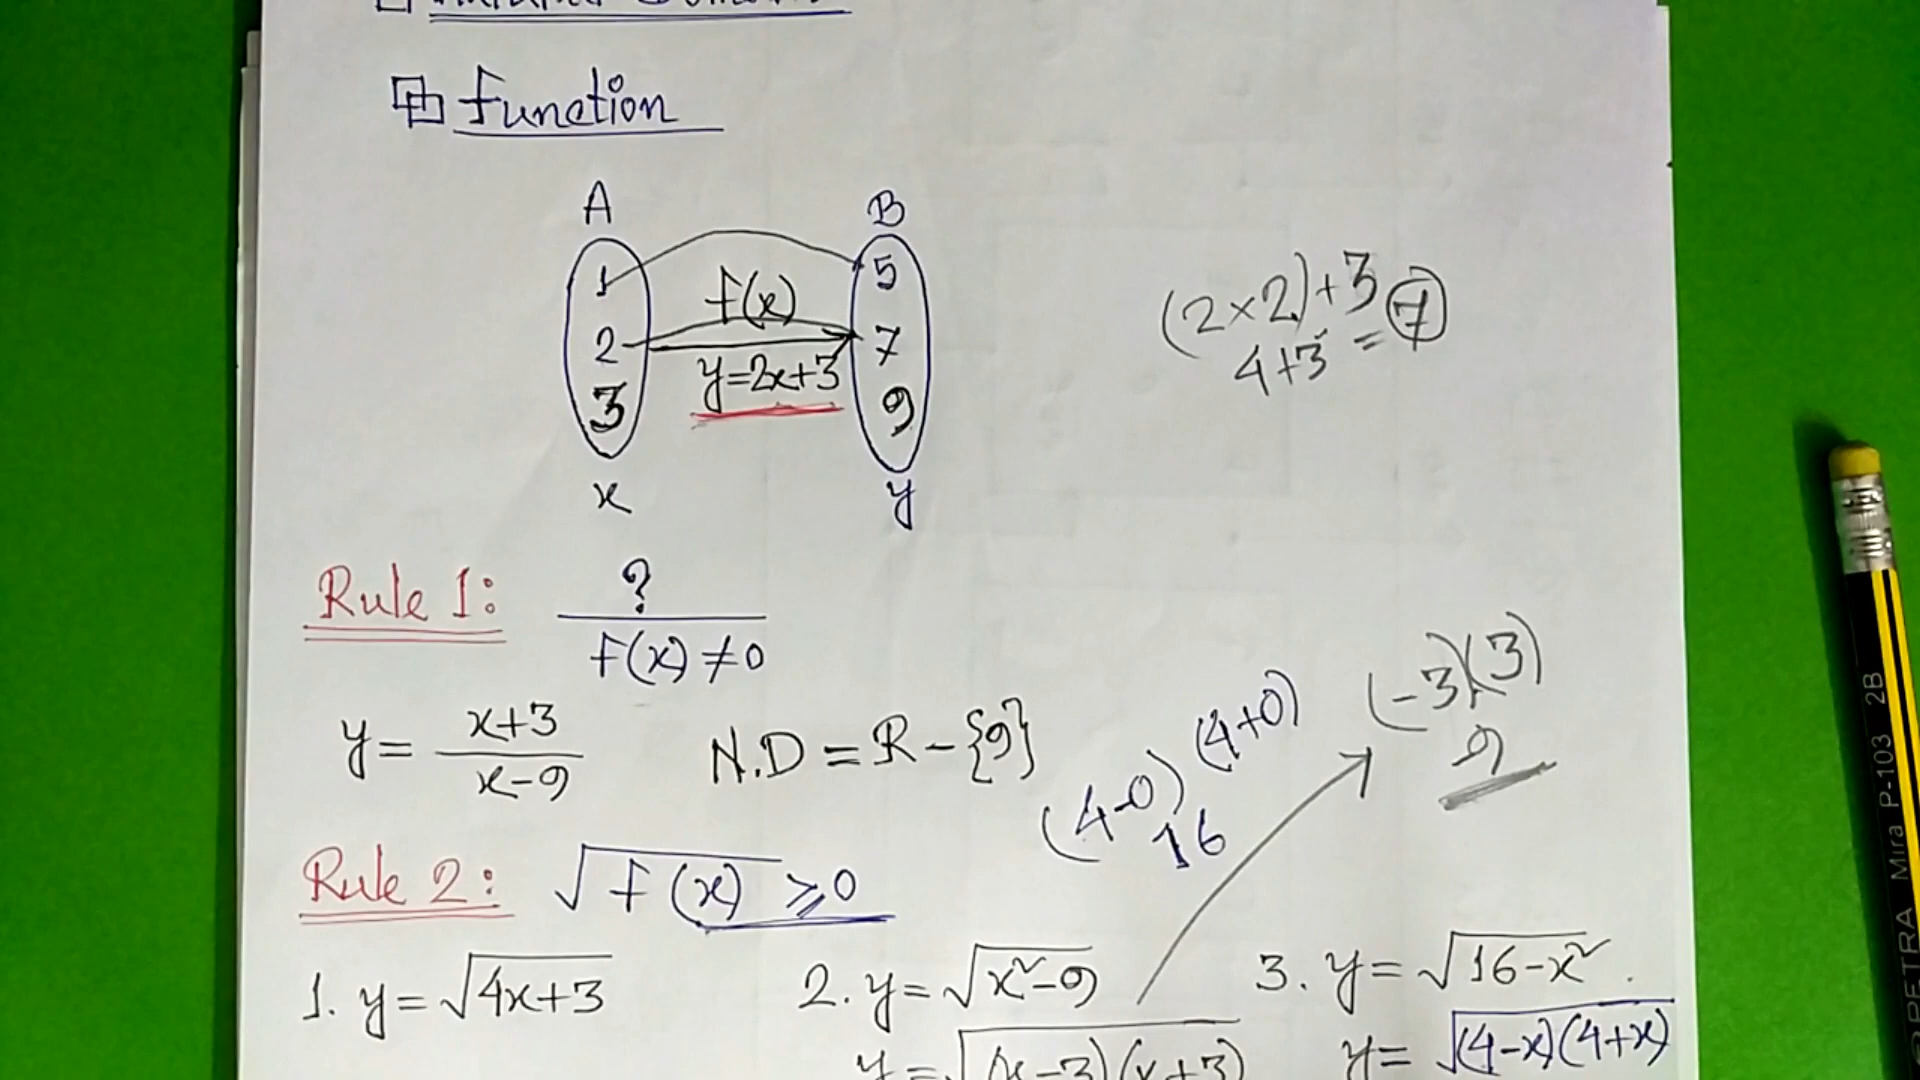 Function
A B
1 5
f(x)
2 7
y=2x+3
3 9
x y
(2×2)+3
4+3 = 7
Rule 1: ?
f(x) ≠ 0
y = x+3
x-9
N.D = R - {9}
(4-0) (4+0)
16
(-3)(3)
9
Rule 2: √f(x) ≥ 0
1. y = √4x+3
2. y = √x²-9
3. y = √16-x².
y = √(x-3)(x+3)
y = √(4-x)(4+x)
PETRA Mira P-103 2B